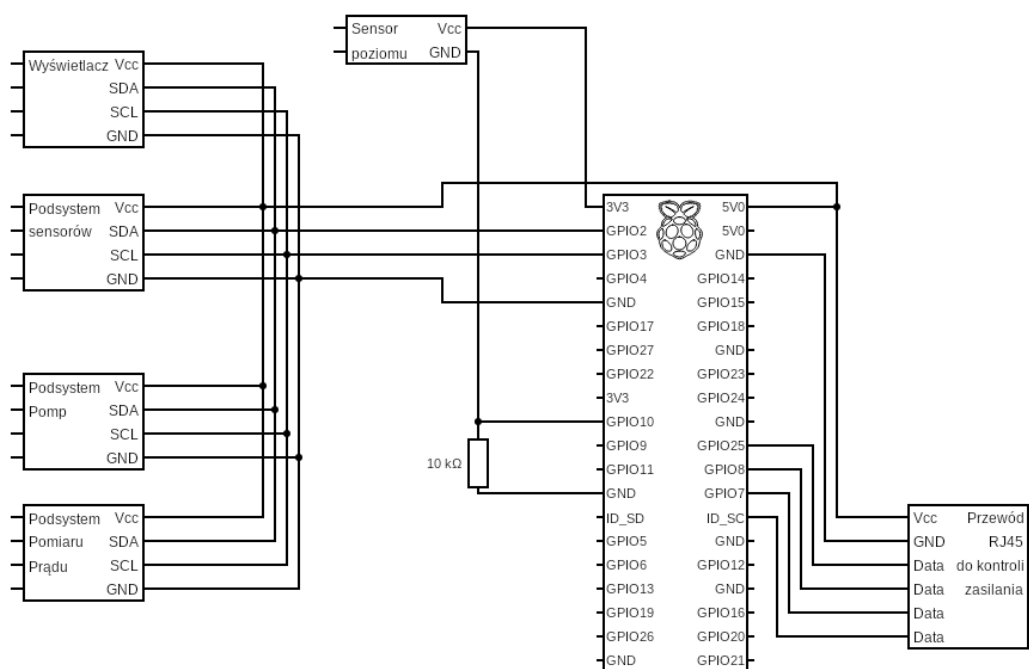 Sensor Vcc
poziomu GND
Wyświetlacz Vcc
SDA
SCL
GND
Podsystem Vcc
sensorów SDA
SCL
GND
Podsystem Vcc
Pomp SDA
SCL
GND
Podsystem Vcc
Pomiaru SDA
Prądu SCL
GND
10 kΩ
3V3 5V0
GPIO2 5V0
GPIO3 GND
GPIO4 GPIO14
GND GPIO15
GPIO17 GPIO18
GPIO27 GND
GPIO22 GPIO23
3V3 GPIO24
GPIO10 GND
GPIO9 GPIO25
GPIO11 GPIO8
GND GPIO7
ID_SD ID_SC
GPIO5 GND
GPIO6 GPIO12
GPIO13 GND
GPIO19 GPIO16
GPIO26 GPIO20
GND GPIO21
Vcc Przewód
GND RJ45
Data do kontroli
Data zasilania
Data
Data